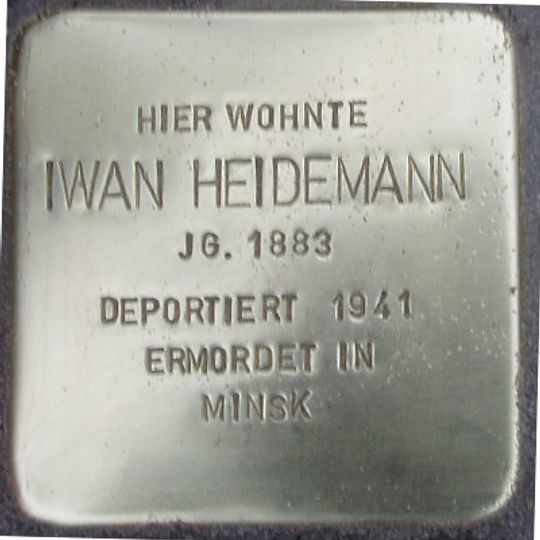 HIER WOHNTE
IWAN HEIDEMANN
JG. 1883
DEPORTIERT 1941
ERMORDET IN
MINSK